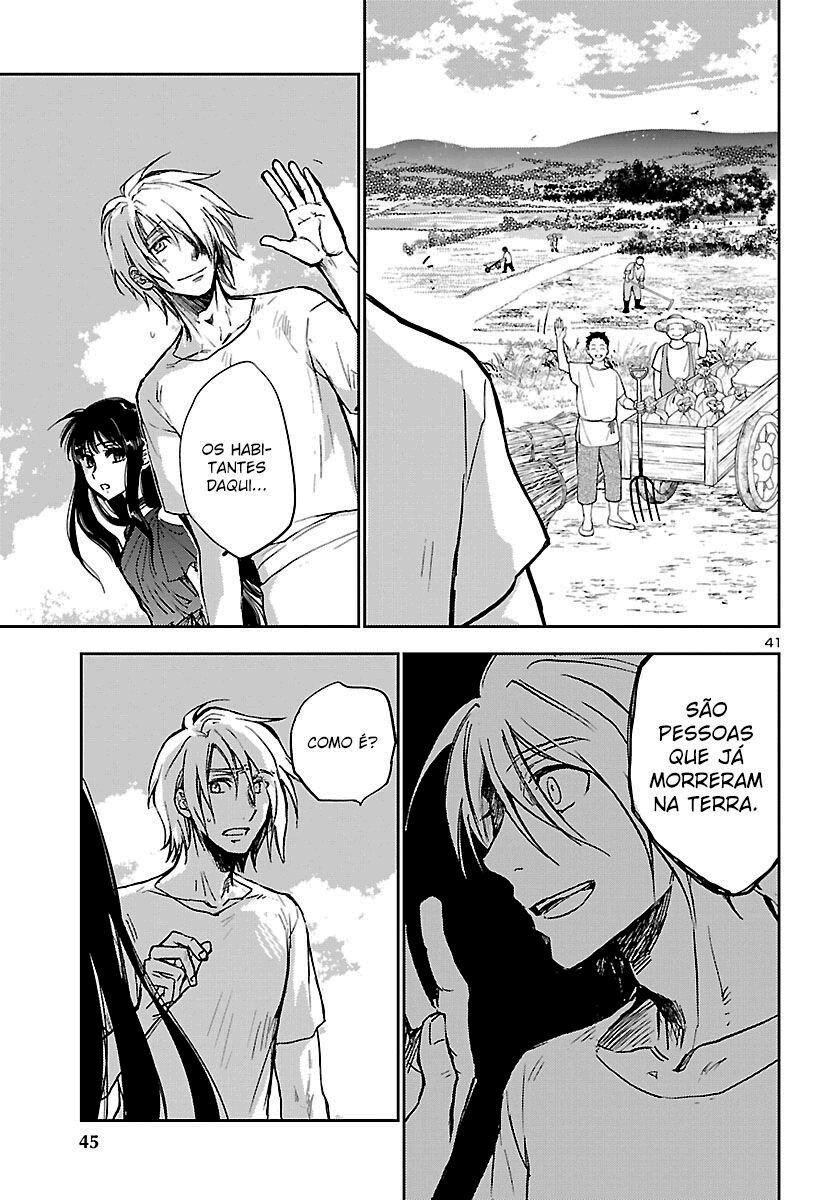 OS HABI-
TANTES
DAQUI...
41
SÃO
PESSOAS
QUE JÁ
MORRERAM
NA TERRA.
COMO É?
45